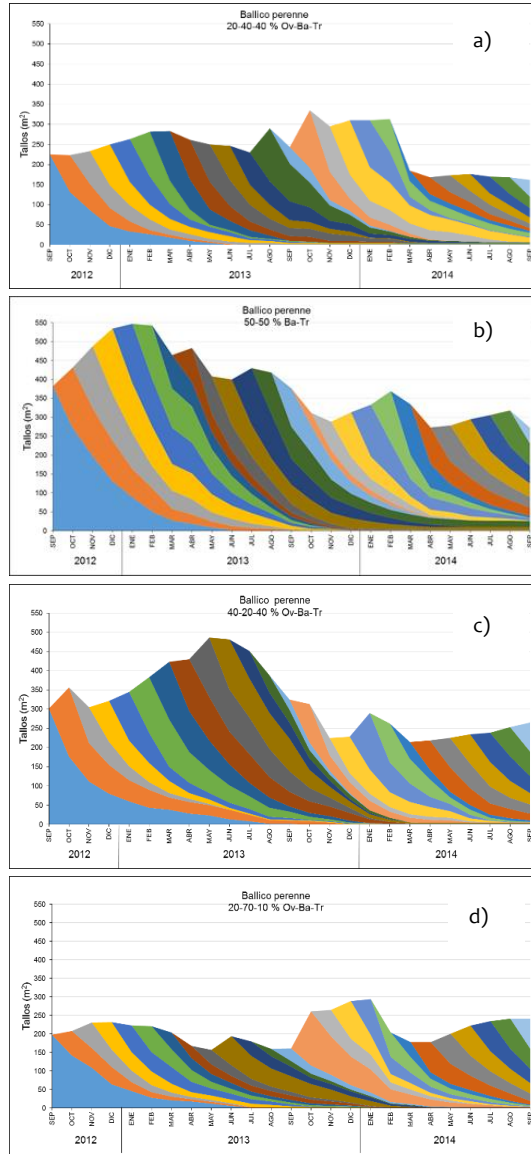 Ballico perenne
20-40-40 % Ov-Ba-Tr
a)
Tallos (m²)
550
500
450
400
350
300
250
200
150
100
50
0
SEP OCT NOV DIC ENE FEB MAR ABR MAY JUN JUL AGO SEP OCT NOV DIC ENE FEB MAR ABR MAY JUN JUL AGO SEP
2012 2013 2014
Ballico perenne
50-50 % Ba-Tr
b)
Tallos (m²)
550
500
450
400
350
300
250
200
150
100
50
0
SEP OCT NOV DIC ENE FEB MAR ABR MAY JUN JUL AGO SEP OCT NOV DIC ENE FEB MAR ABR MAY JUN JUL AGO SEP
2012 2013 2014
Ballico perenne
40-20-40 % Ov-Ba-Tr
c)
Tallos (m²)
550
500
450
400
350
300
250
200
150
100
50
0
SEP OCT NOV DIC ENE FEB MAR ABR MAY JUN JUL AGO SEP OCT NOV DIC ENE FEB MAR ABR MAY JUN JUL AGO SEP
2012 2013 2014
Ballico perenne
20-70-10 % Ov-Ba-Tr
d)
Tallos (m²)
550
500
450
400
350
300
250
200
150
100
50
0
SEP OCT NOV DIC ENE FEB MAR ABR MAY JUN JUL AGO SEP OCT NOV DIC ENE FEB MAR ABR MAY JUN JUL AGO SEP
2012 2013 2014